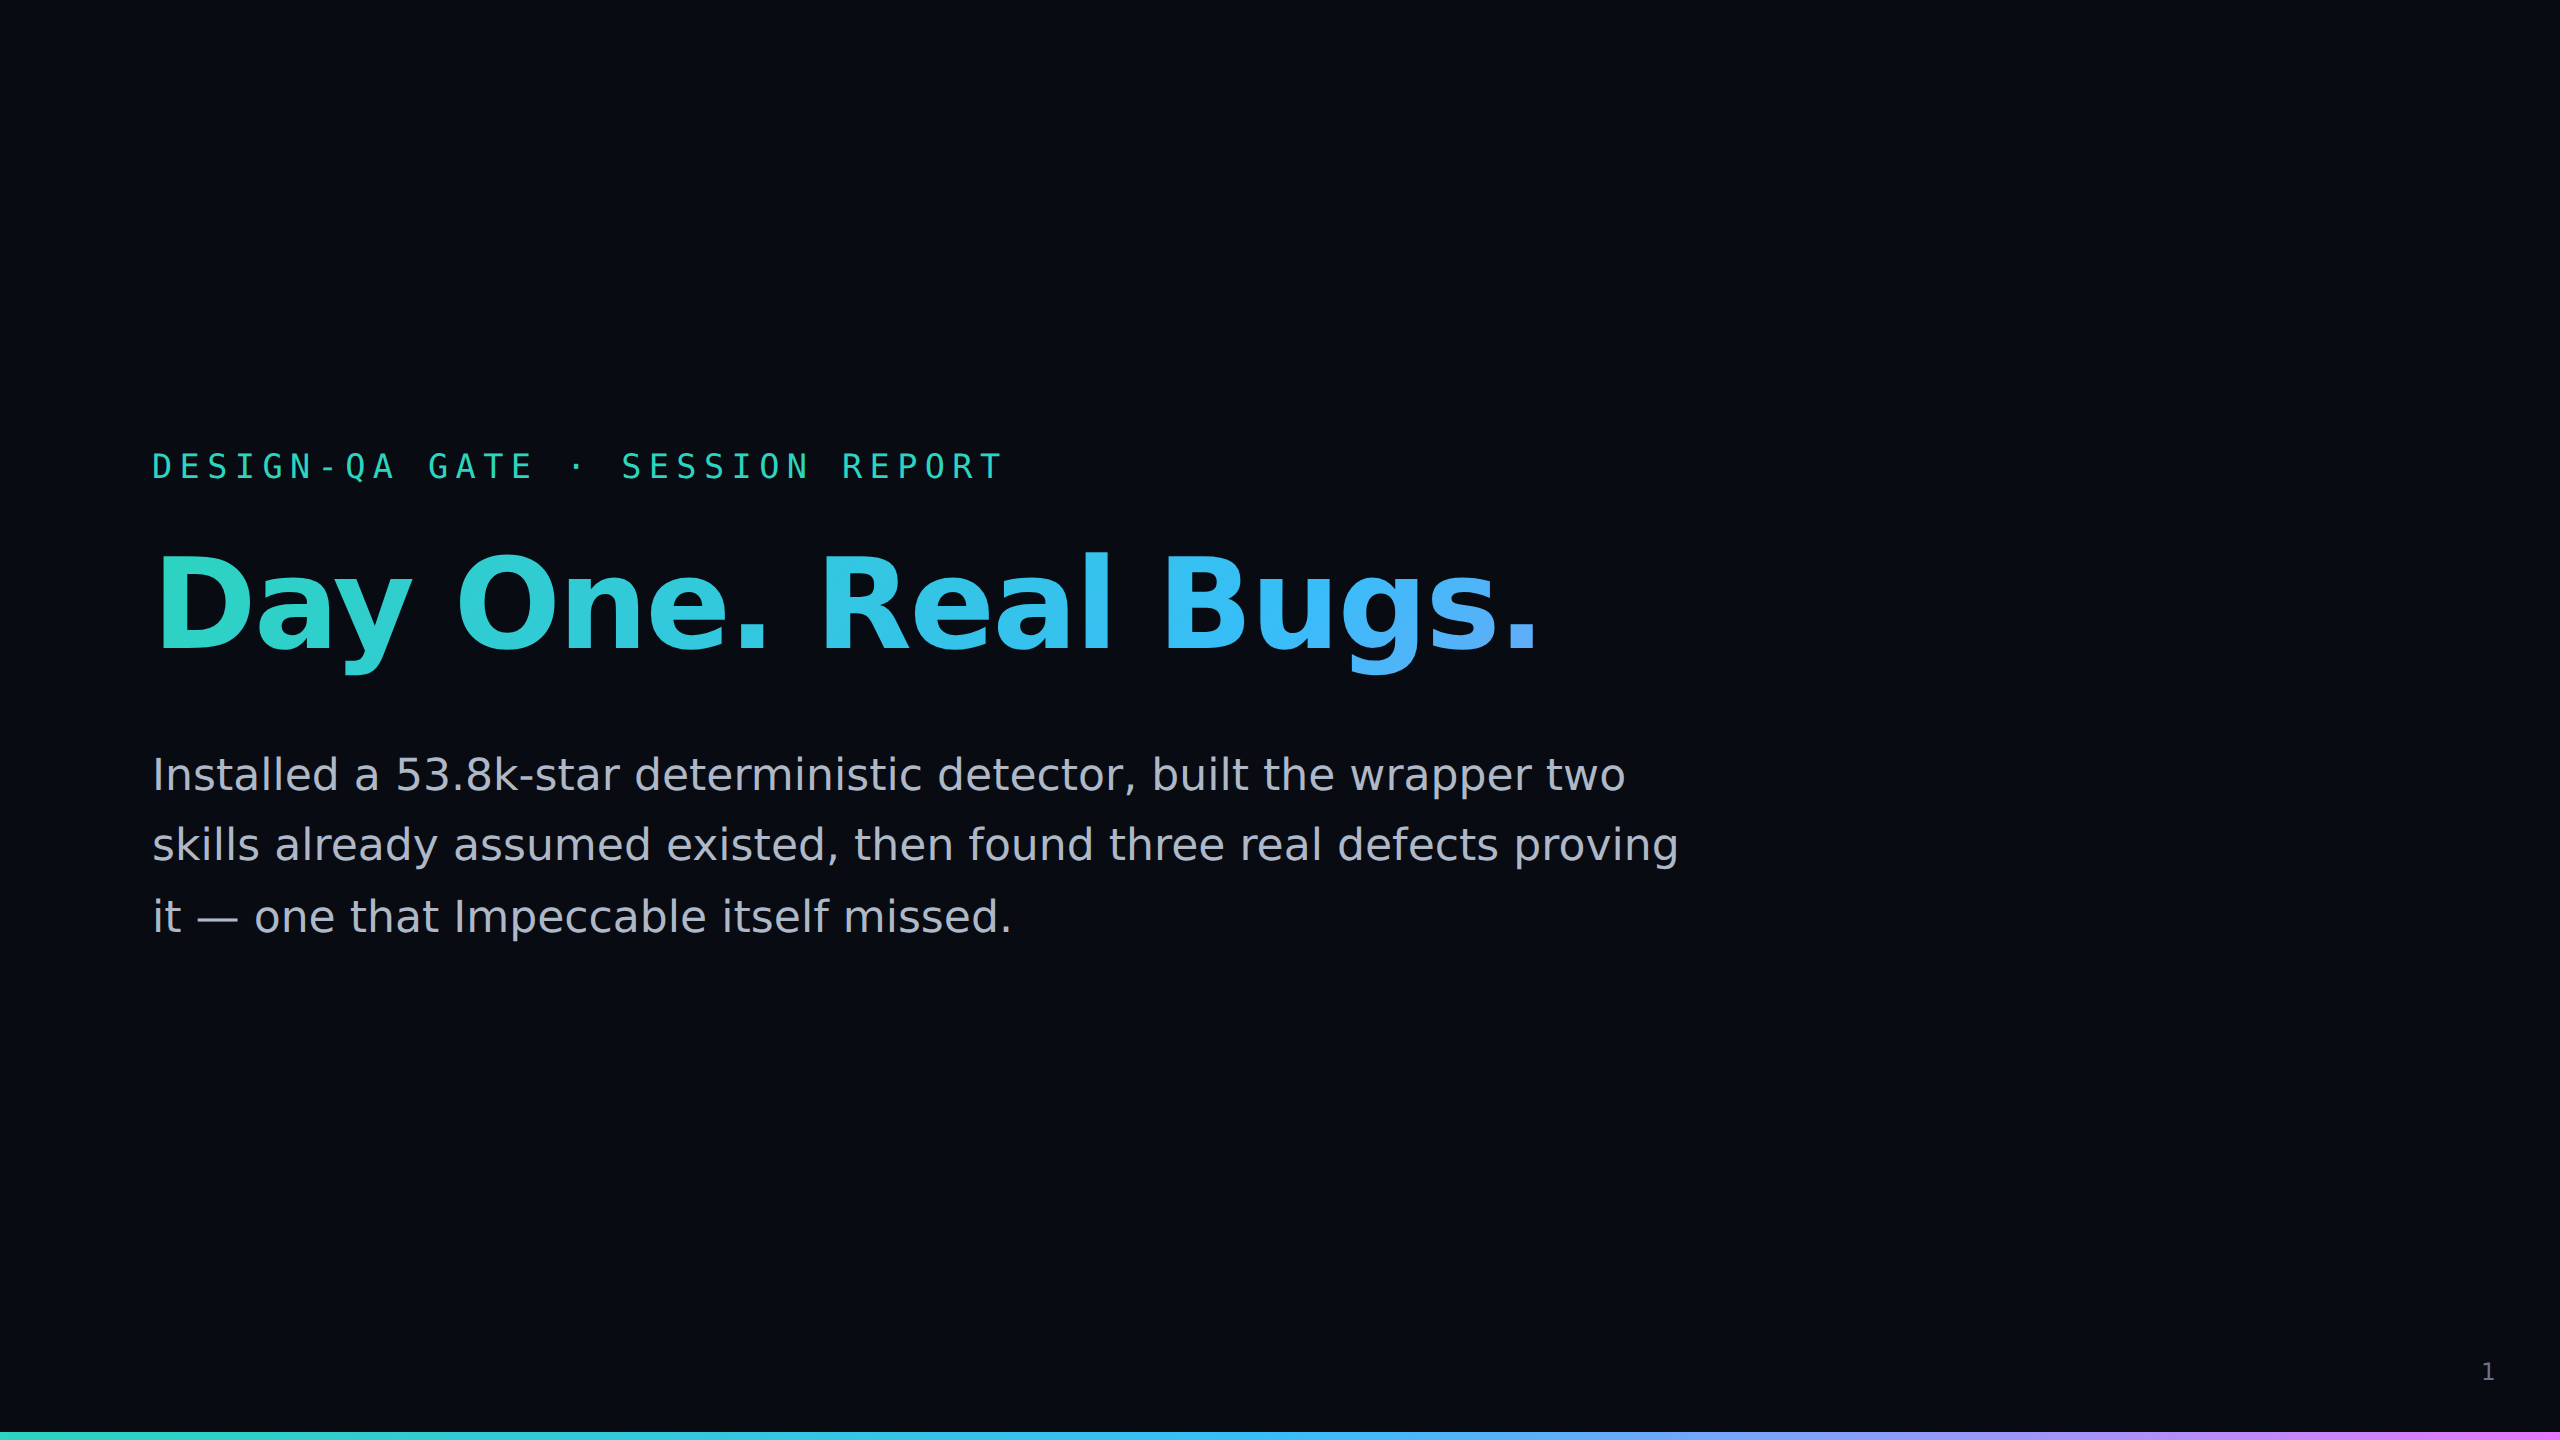 DESIGN-QA GATE · SESSION REPORT
Day One. Real Bugs.
Installed a 53.8k-star deterministic detector, built the wrapper two
skills already assumed existed, then found three real defects proving
it — one that Impeccable itself missed.
1